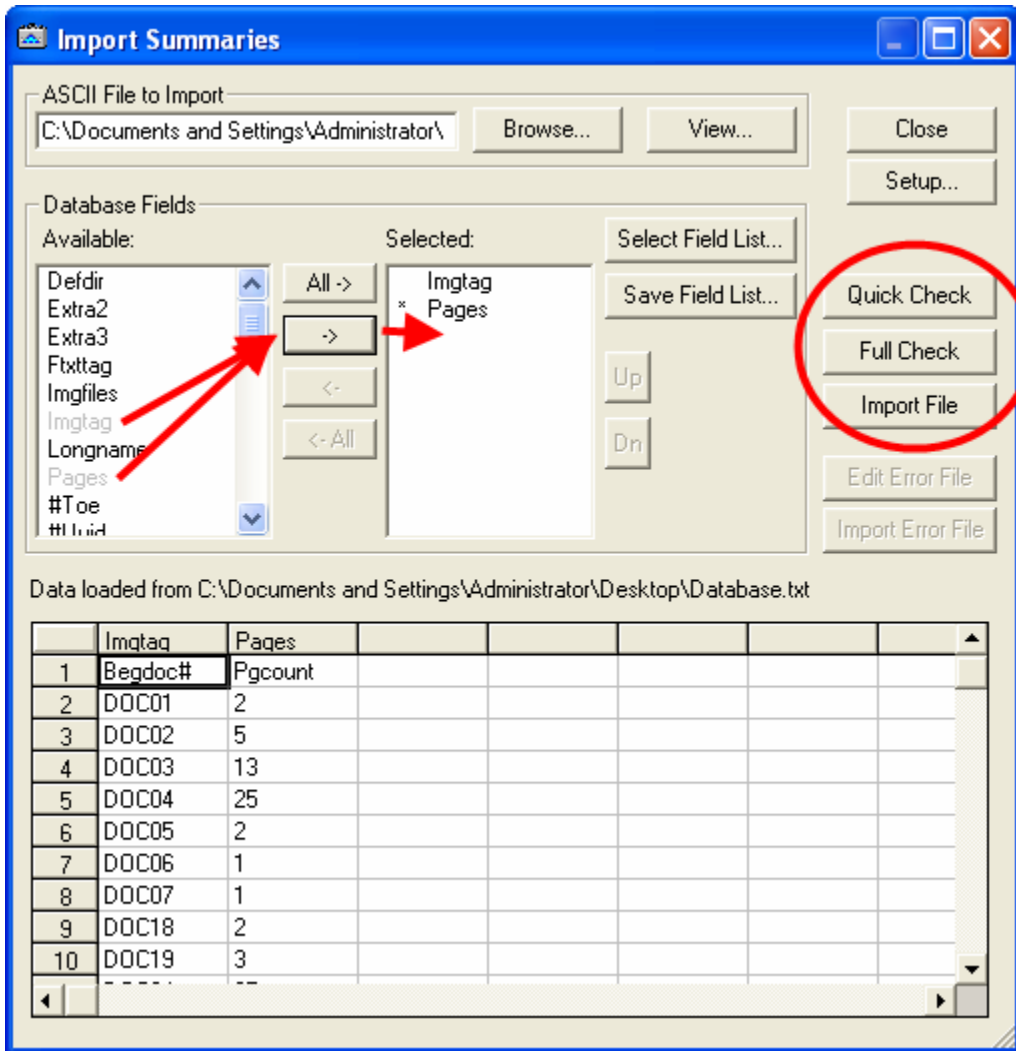 Import Summaries
ASCII File to Import
C:\Documents and Settings\Administrator\
Browse...
View...
Close
Setup...
Database Fields
Available:
Selected:
Select Field List...
Save Field List...
Defdir
Extra2
Extra3
Ftxttag
Imgfiles
Imgtag
Longname
Pages
#Toe
#Uuid
All ->
->
<-
<- All
Imgtag
* Pages
Up
Dn
Quick Check
Full Check
Import File
Edit Error File
Import Error File
Data loaded from C:\Documents and Settings\Administrator\Desktop\Database.txt
Imgtag Pages
1 Begdoc# Pgcount
2 DOC01 2
3 DOC02 5
4 DOC03 13
5 DOC04 25
6 DOC05 2
7 DOC06 1
8 DOC07 1
9 DOC18 2
10 DOC19 3